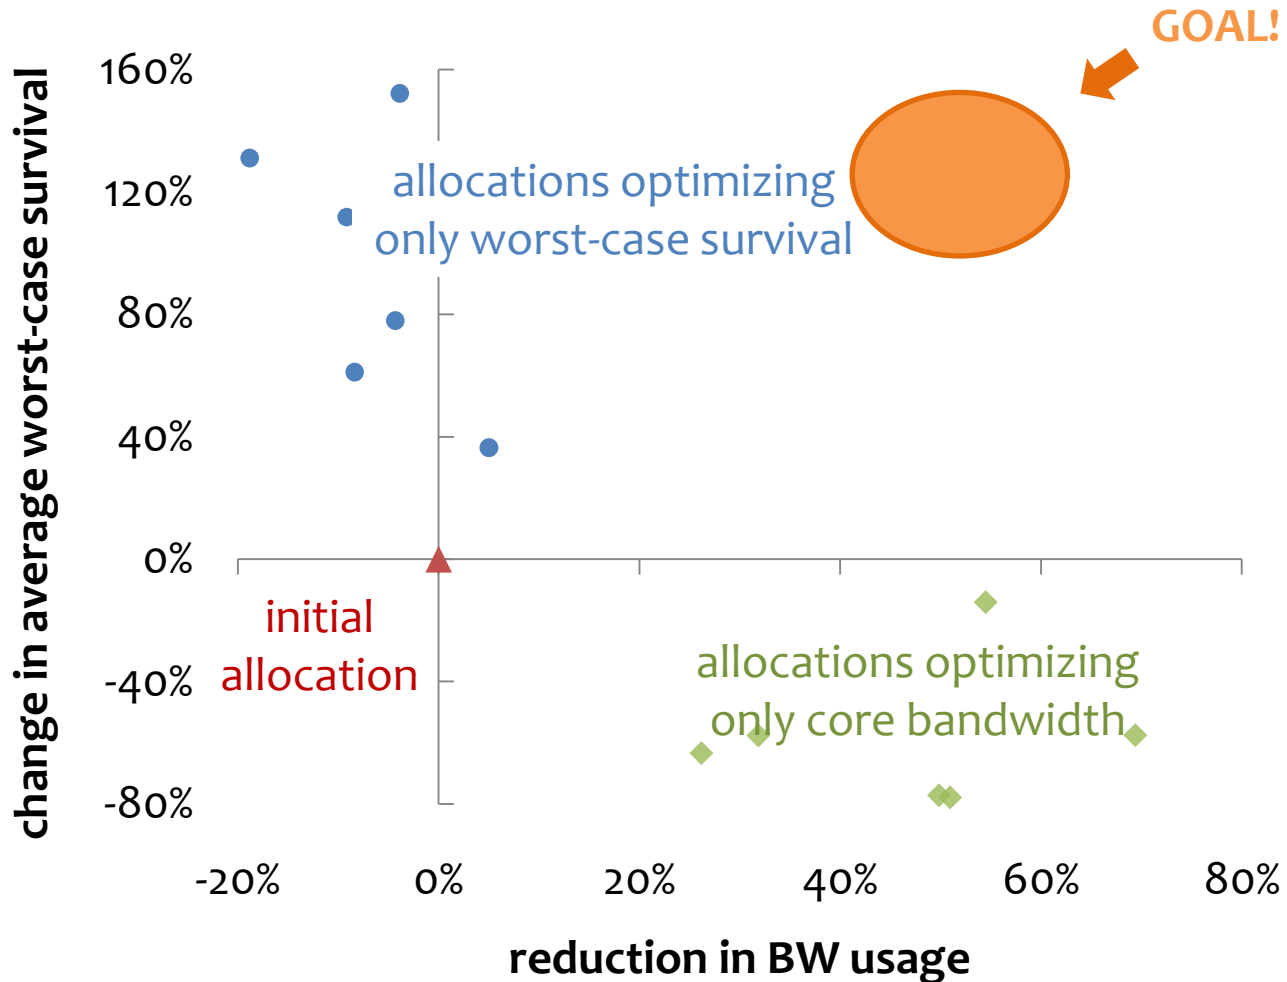 GOAL!
change in average worst-case survival
160%
120%
80%
40%
0%
-40%
-80%
allocations optimizing
only worst-case survival
initial
allocation
allocations optimizing
only core bandwidth
-20%
0%
20%
40%
60%
80%
reduction in BW usage